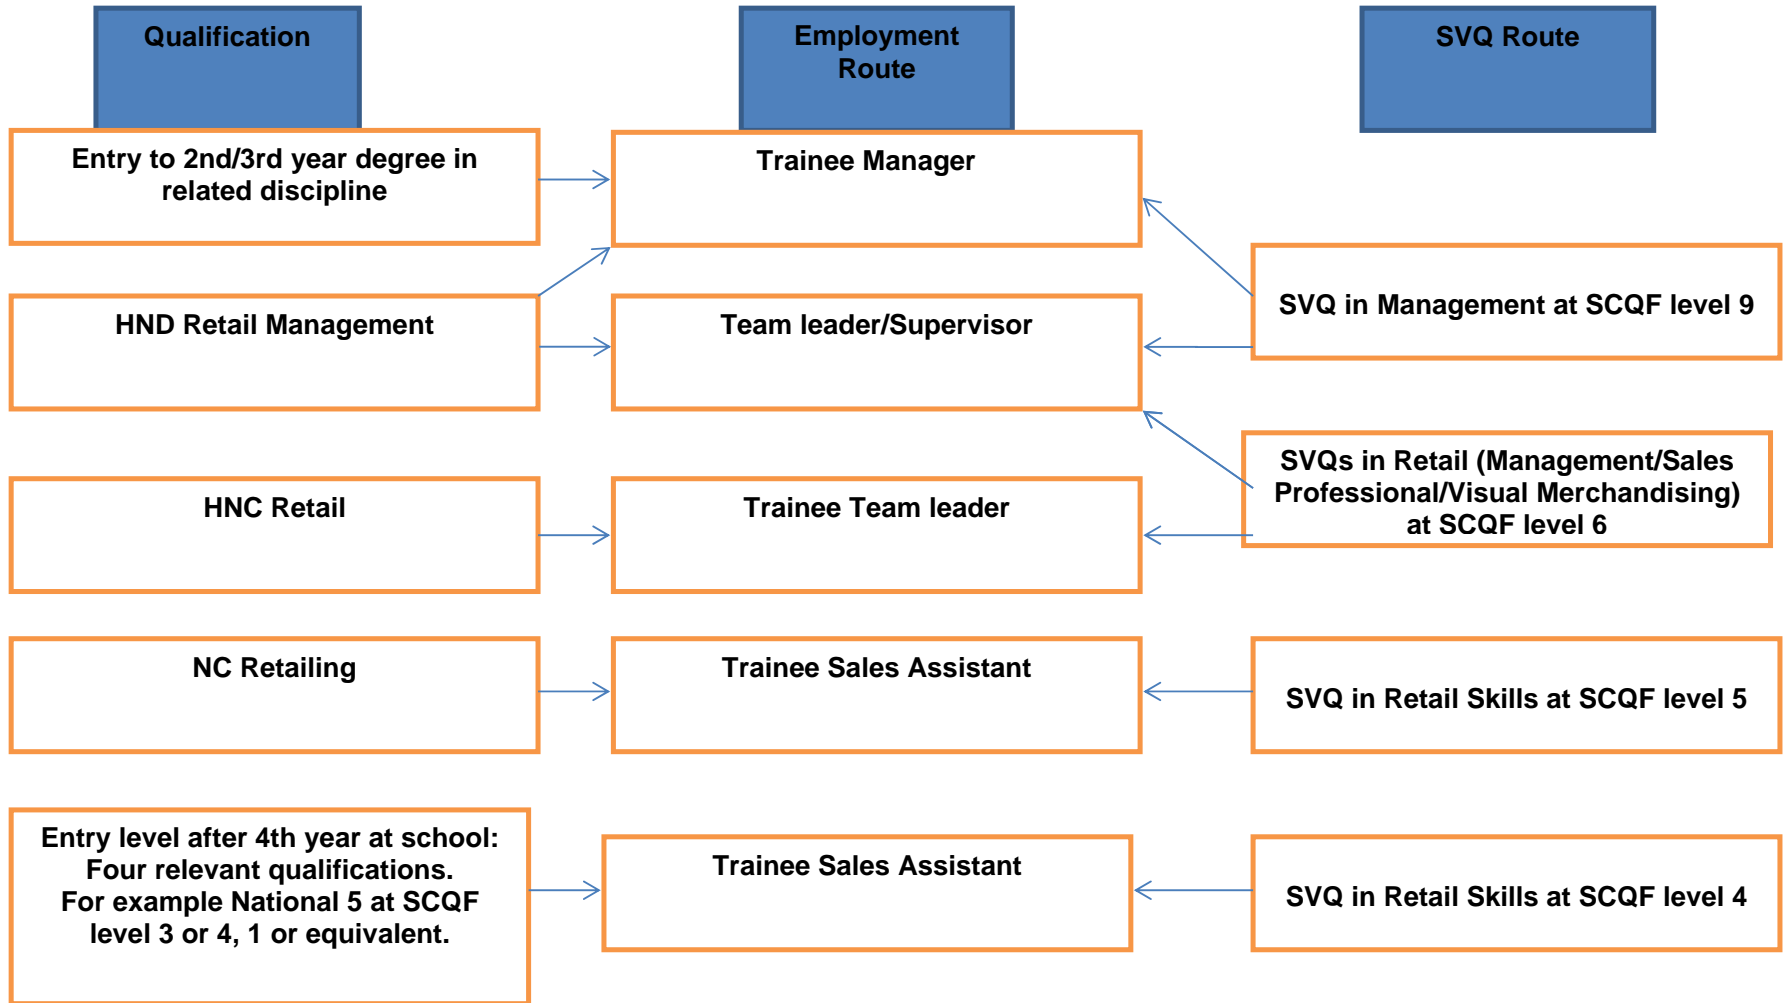 Qualification
Employment
Route
SVQ Route
Entry to 2nd/3rd year degree in
related discipline
Trainee Manager
HND Retail Management
Team leader/Supervisor
SVQ in Management at SCQF level 9
HNC Retail
Trainee Team leader
SVQs in Retail (Management/Sales
Professional/Visual Merchandising)
at SCQF level 6
NC Retailing
Trainee Sales Assistant
SVQ in Retail Skills at SCQF level 5
Entry level after 4th year at school:
Four relevant qualifications.
For example National 5 at SCQF
level 3 or 4, 1 or equivalent.
Trainee Sales Assistant
SVQ in Retail Skills at SCQF level 4